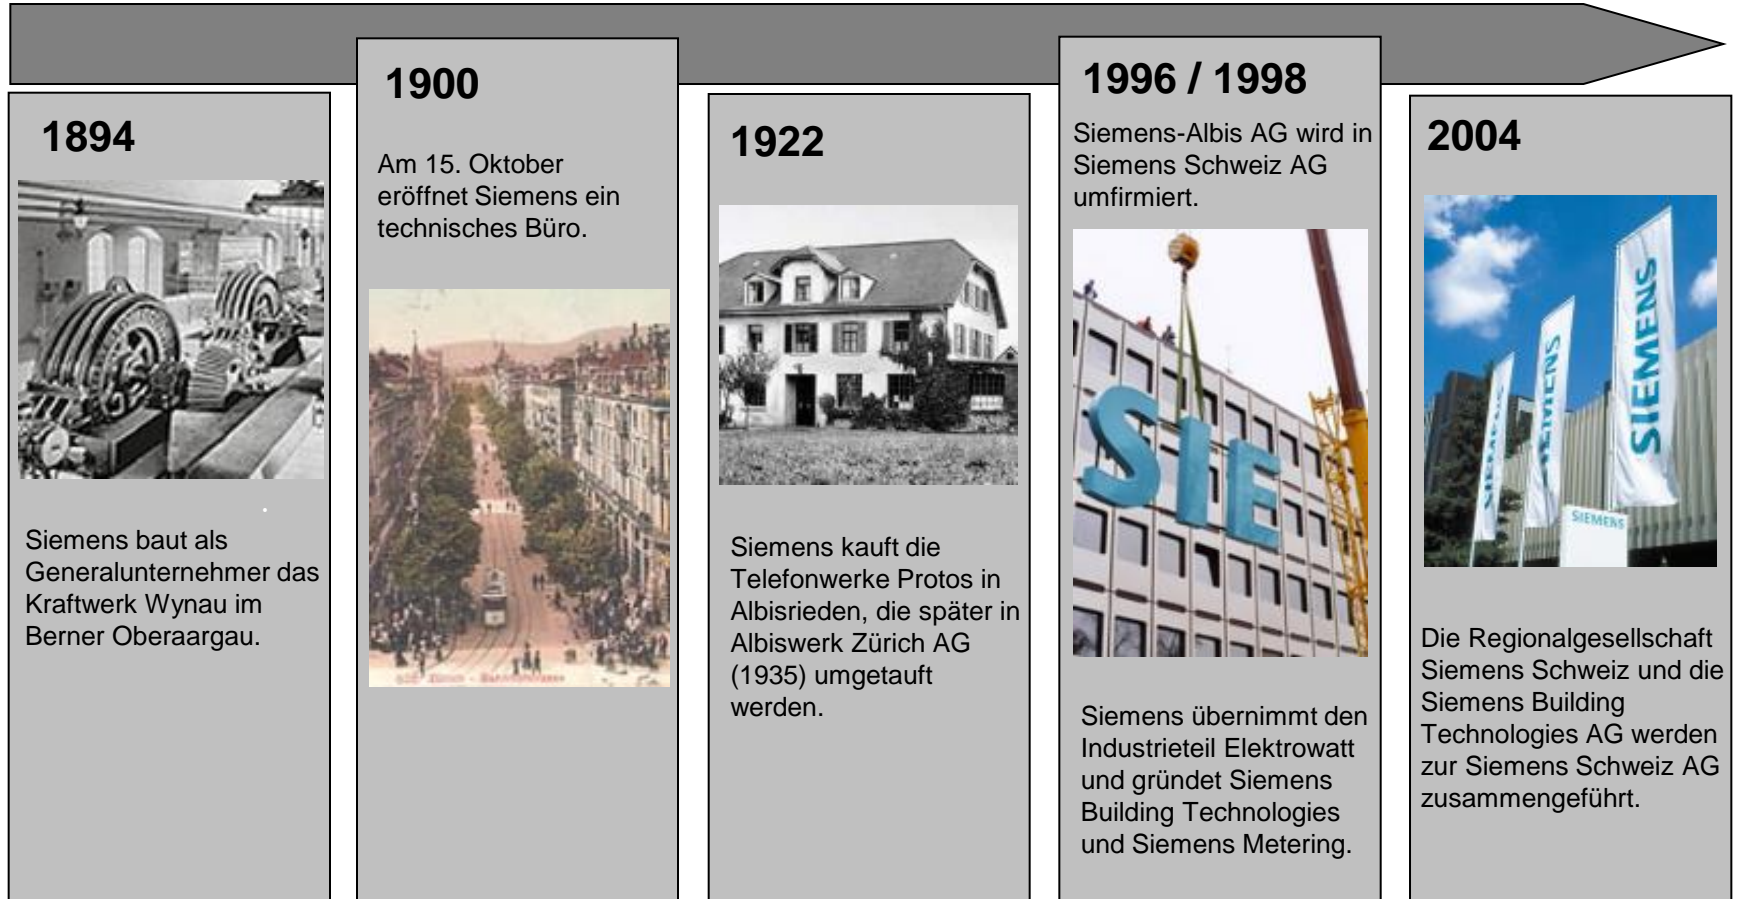 1894
Siemens baut als
Generalunternehmer das
Kraftwerk Wynau im
Berner Oberaargau.
1900
Am 15. Oktober
eröffnet Siemens ein
technisches Büro.
Zürich - Bahnhofstrasse
1922
Siemens kauft die
Telefonwerke Protos in
Albisrieden, die später in
Albiswerk Zürich AG
(1935) umgetauft
werden.
1996 / 1998
Siemens-Albis AG wird in
Siemens Schweiz AG
umfirmiert.
SIE
Siemens übernimmt den
Industrieteil Elektrowatt
und gründet Siemens
Building Technologies
und Siemens Metering.
2004
SIEMENS
SIEMENS
SIEMENS
SIEMENS
Die Regionalgesellschaft
Siemens Schweiz und die
Siemens Building
Technologies AG werden
zur Siemens Schweiz AG
zusammengeführt.